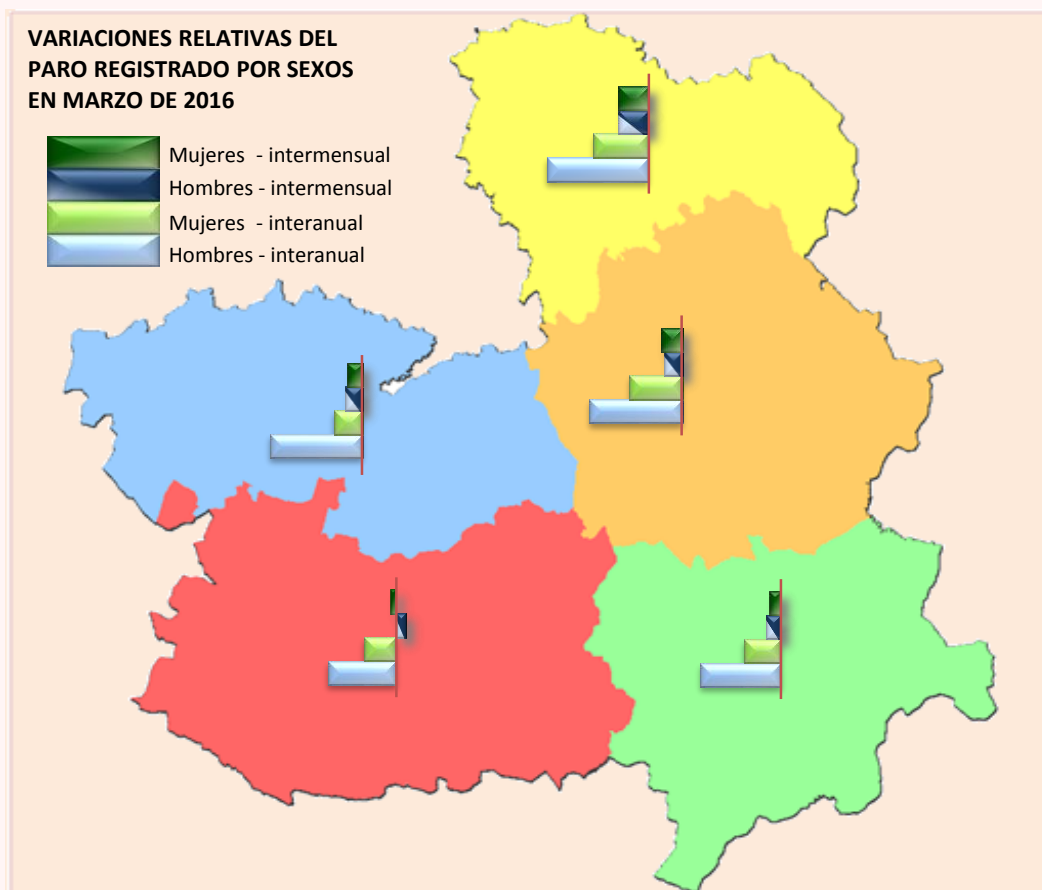 VARIACIONES RELATIVAS DEL
PARO REGISTRADO POR SEXOS
EN MARZO DE 2016
Mujeres - intermensual
Hombres - intermensual
Mujeres - interanual
Hombres - interanual